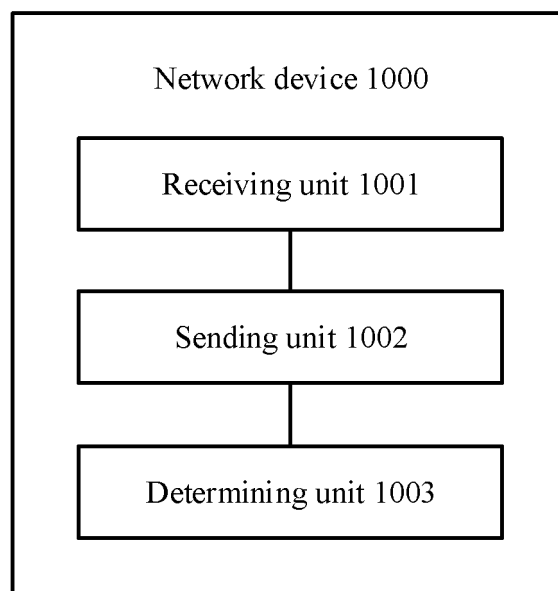 Network device 1000
Receiving unit 1001
Sending unit 1002
Determining unit 1003